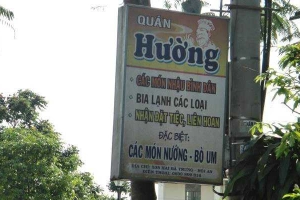 QUÁN
Hường
• CÁC MÓN NHẬU BÌNH DÂN
• BIA LẠNH CÁC LOẠI
• NHẬN ĐẶT TIỆC, LIÊN HOAN
ĐẶC BIỆT:
CÁC MÓN NƯỚNG - BÒ UM